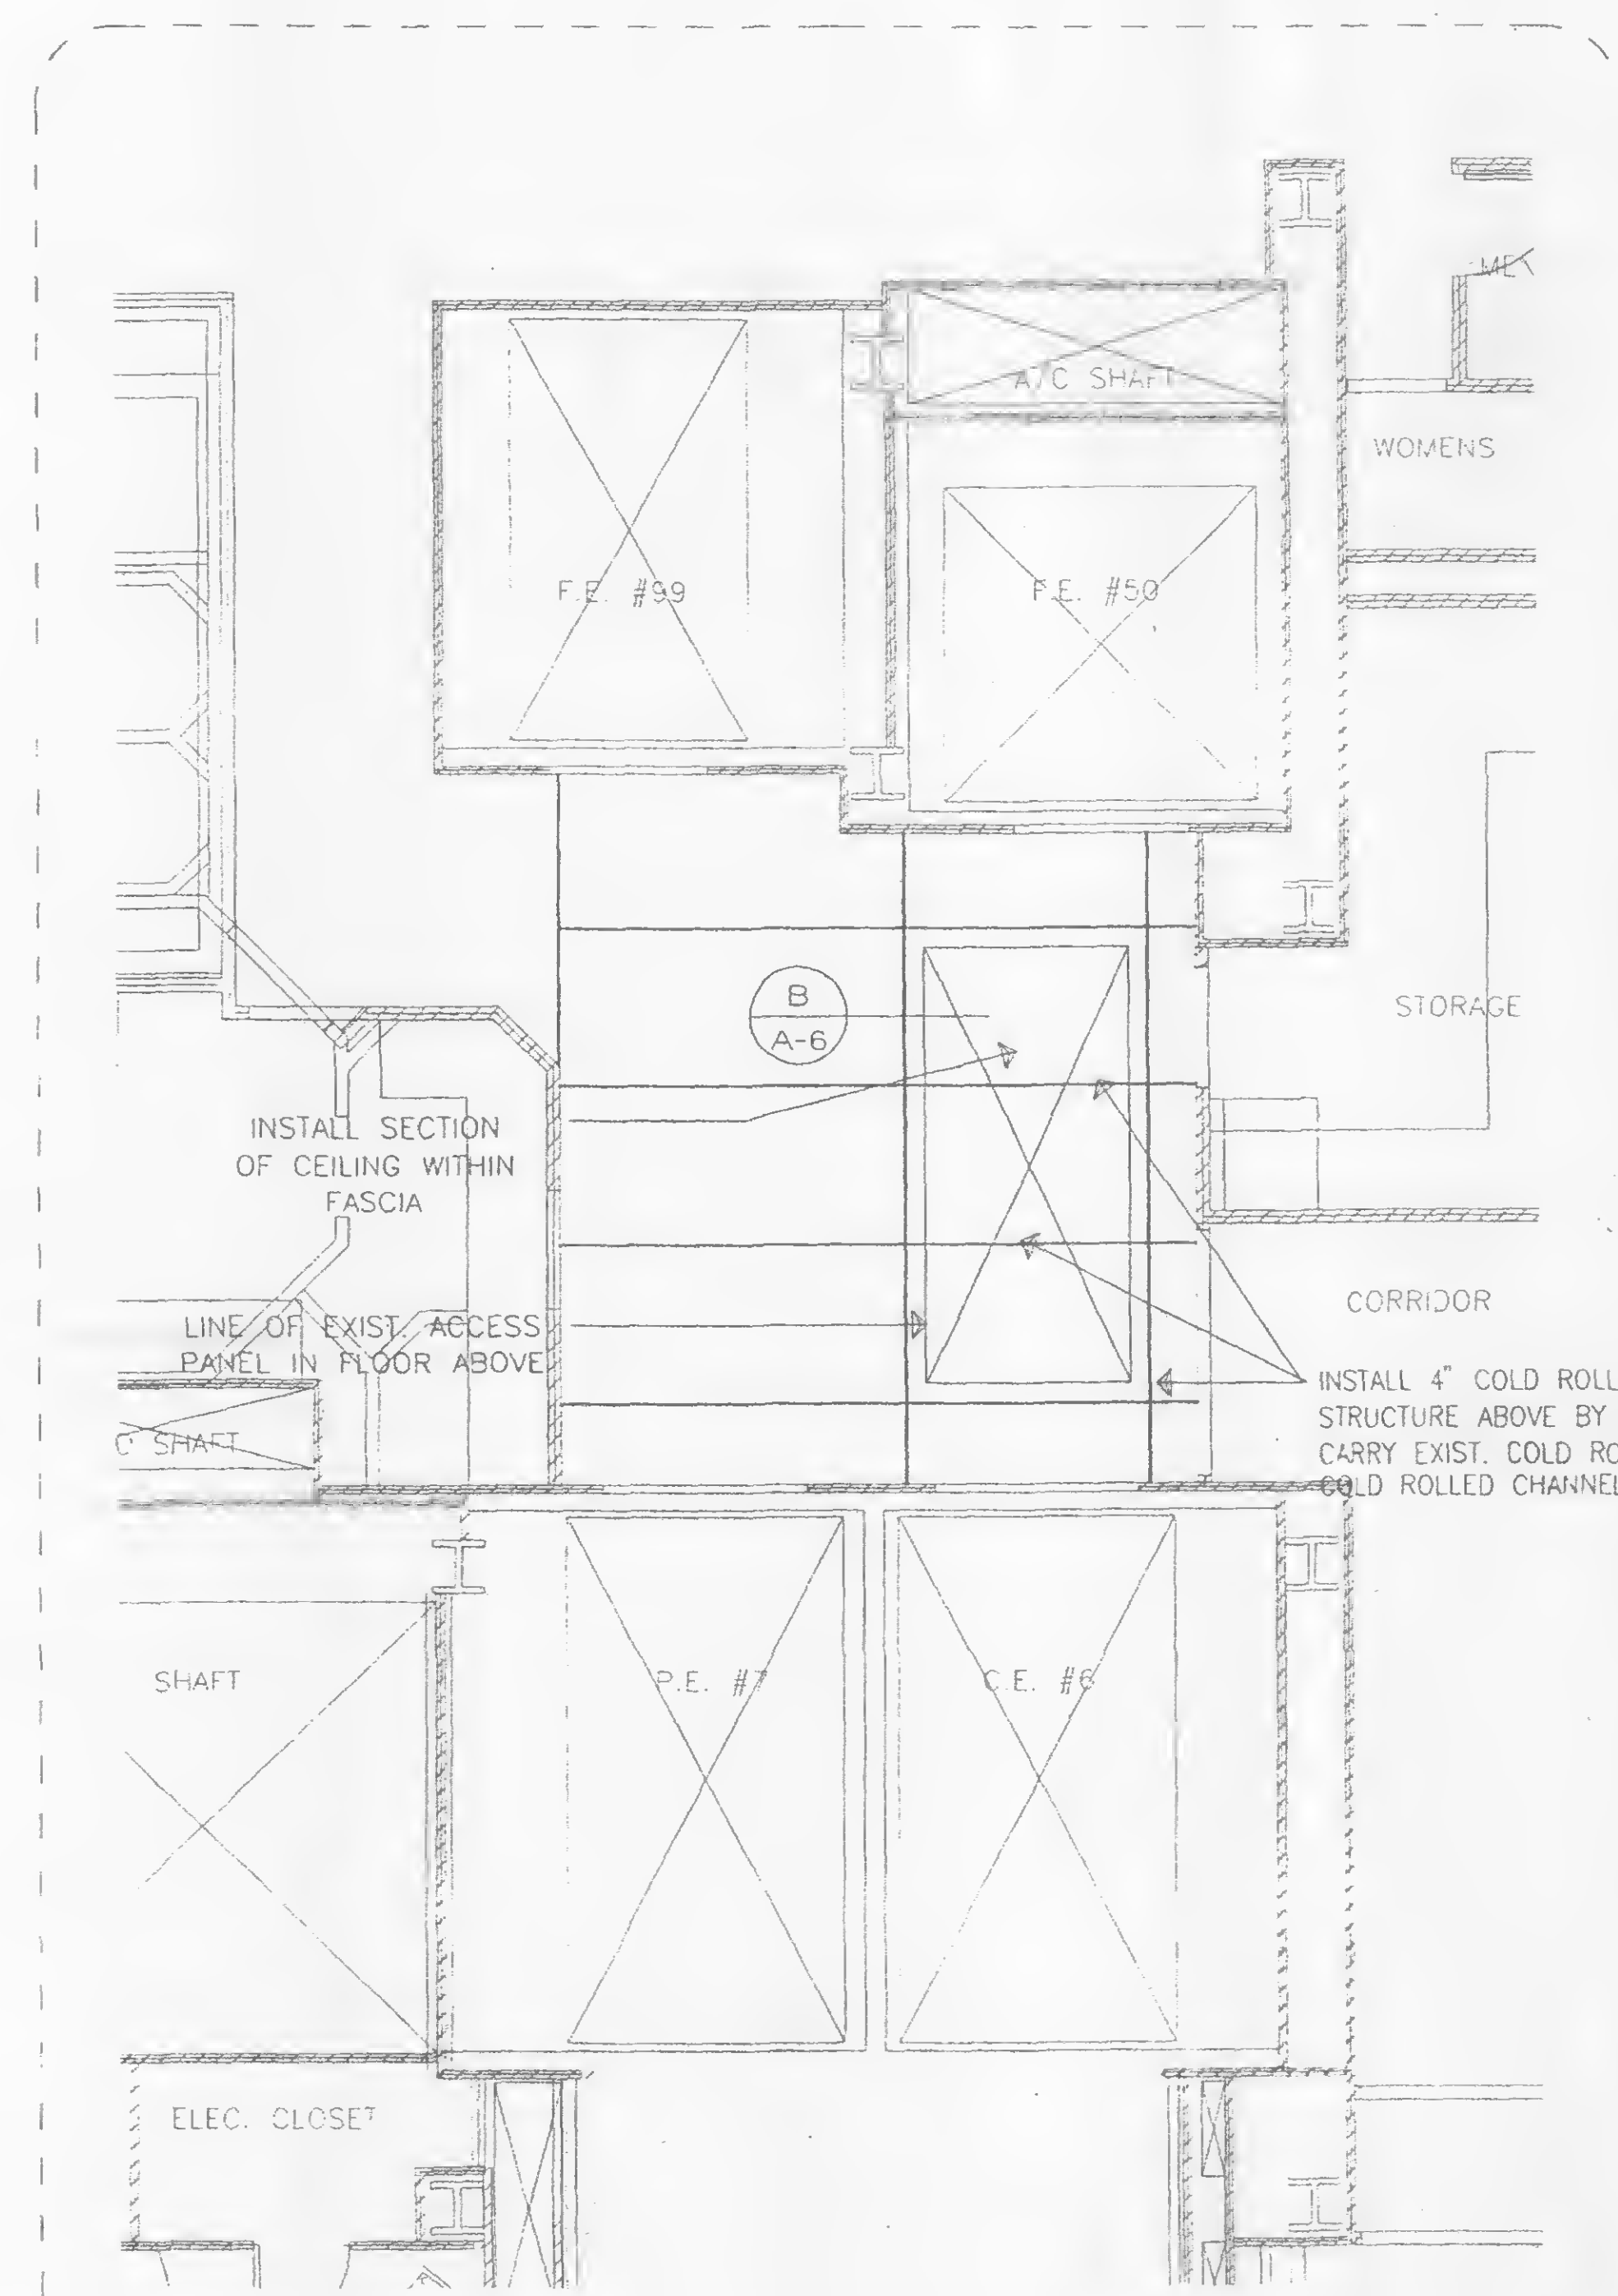 A/C SHAFT
WOMENS
F.E. #99
F.E. #50
B
A-6
STORAGE
INSTALL SECTION
OF CEILING WITHIN
FASCIA
CORRIDOR
LINE OF EXIST. ACCESS
PANEL IN FLOOR ABOVE
INSTALL 4" COLD ROLL
STRUCTURE ABOVE BY
CARRY EXIST. COLD RO
COLD ROLLED CHANNEL
C SHAFT
SHAFT
P.E. #7
C.E. #6
ELEC. CLOSET